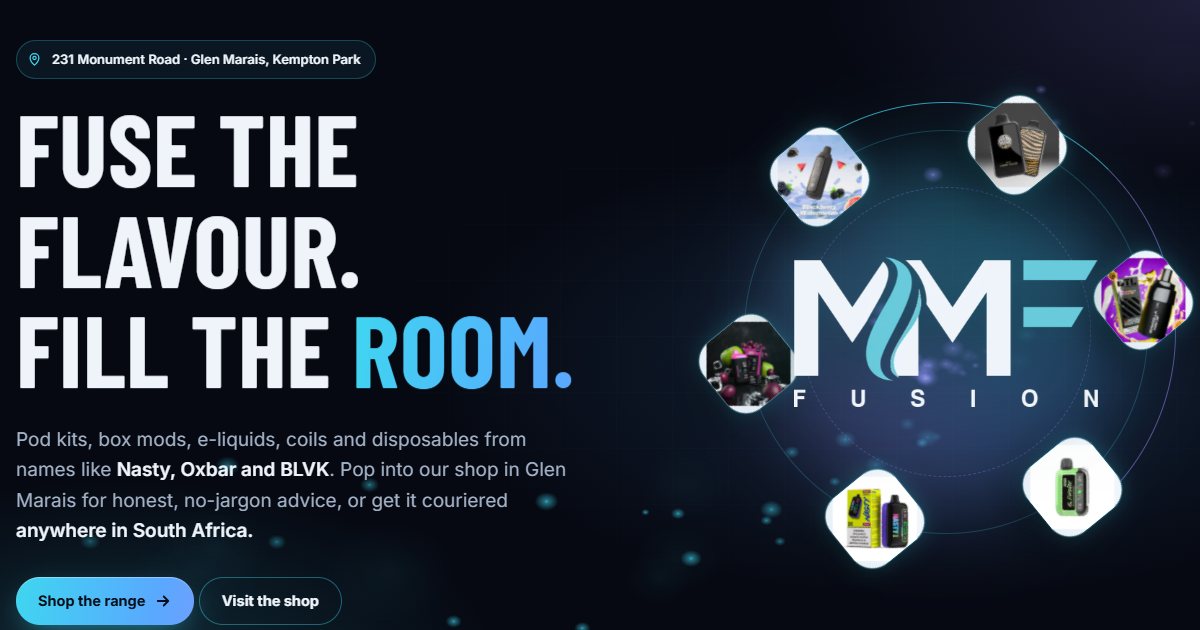 231 Monument Road · Glen Marais, Kempton Park
FUSE THE
FLAVOUR.
FILL THE ROOM.
Pod kits, box mods, e-liquids, coils and disposables from
names like Nasty, Oxbar and BLVK. Pop into our shop in Glen
Marais for honest, no-jargon advice, or get it couriered
anywhere in South Africa.
Shop the range →
Visit the shop
MMF
FUSION